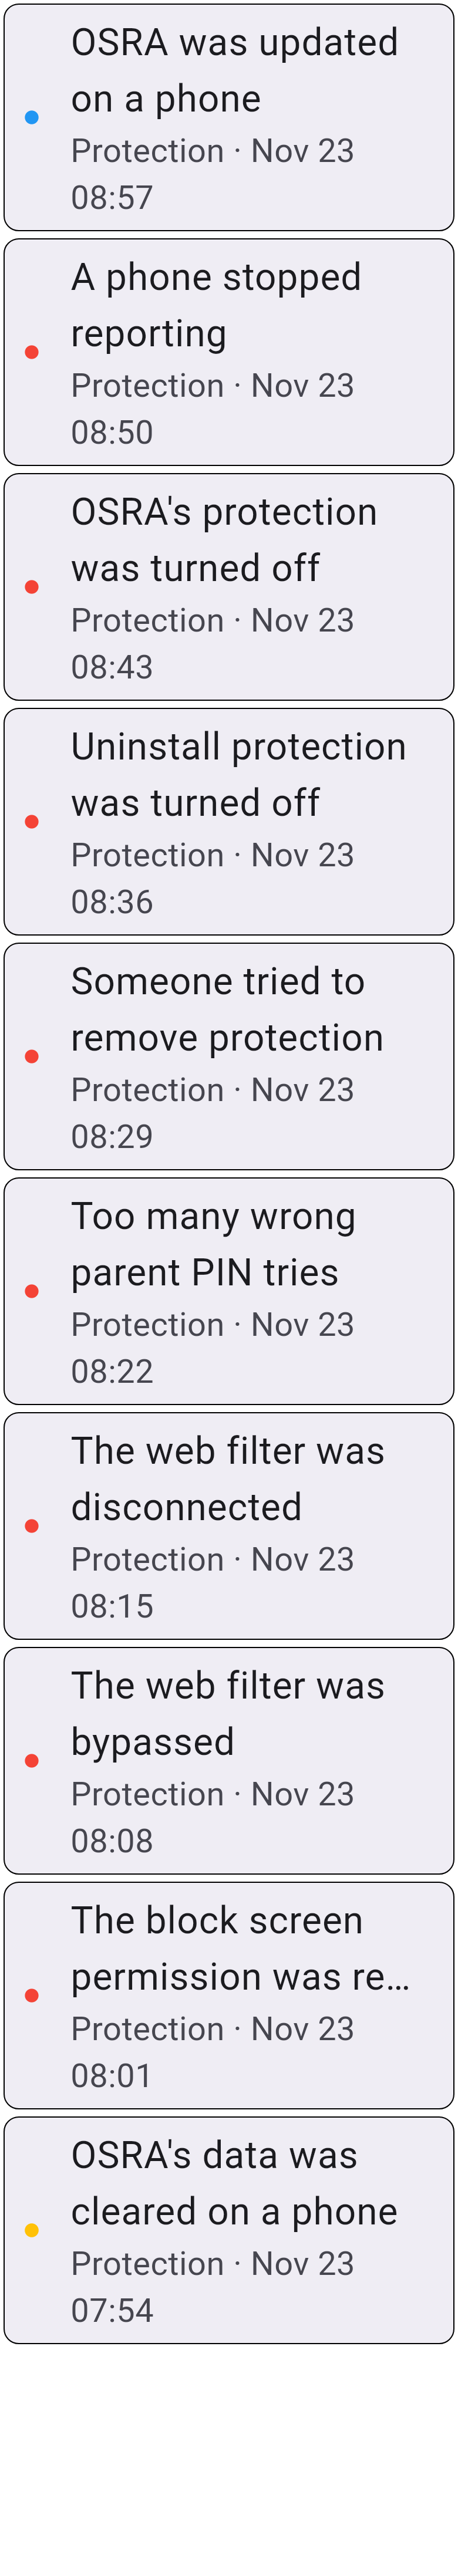 OSRA was updated
on a phone
Protection · Nov 23
08:57
A phone stopped
reporting
Protection · Nov 23
08:50
OSRA's protection
was turned off
Protection · Nov 23
08:43
Uninstall protection
was turned off
Protection · Nov 23
08:36
Someone tried to
remove protection
Protection · Nov 23
08:29
Too many wrong
parent PIN tries
Protection · Nov 23
08:22
The web filter was
disconnected
Protection · Nov 23
08:15
The web filter was
bypassed
Protection · Nov 23
08:08
The block screen
permission was re…
Protection · Nov 23
08:01
OSRA's data was
cleared on a phone
Protection · Nov 23
07:54